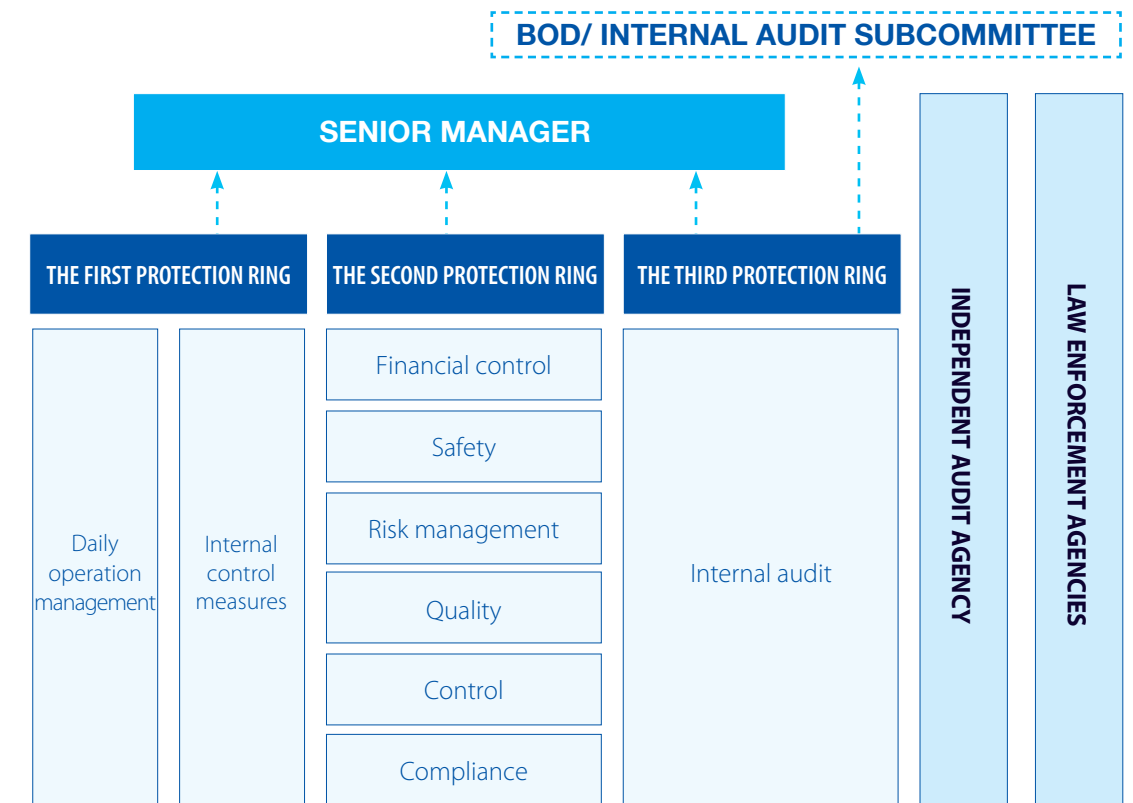 BOD/ INTERNAL AUDIT SUBCOMMITTEE
SENIOR MANAGER
THE FIRST PROTECTION RING
THE SECOND PROTECTION RING
THE THIRD PROTECTION RING
Daily
operation
management
Internal
control
measures
Financial control
Safety
Risk management
Quality
Control
Compliance
Internal audit
INDEPENDENT AUDIT AGENCY
LAW ENFORCEMENT AGENCIES